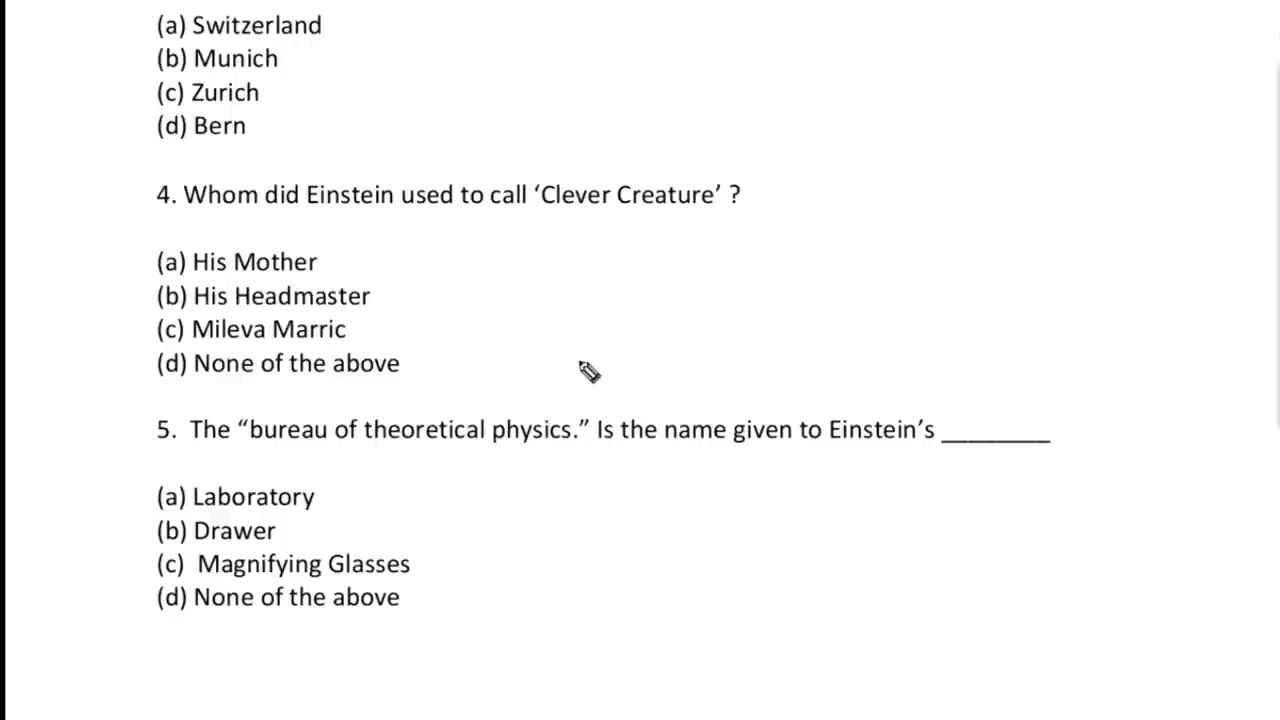 (a) Switzerland
(b) Munich
(c) Zurich
(d) Bern
4. Whom did Einstein used to call ‘Clever Creature’ ?
(a) His Mother
(b) His Headmaster
(c) Mileva Marric
(d) None of the above
5.  The “bureau of theoretical physics.” Is the name given to Einstein’s ________
(a) Laboratory
(b) Drawer
(c)  Magnifying Glasses
(d) None of the above